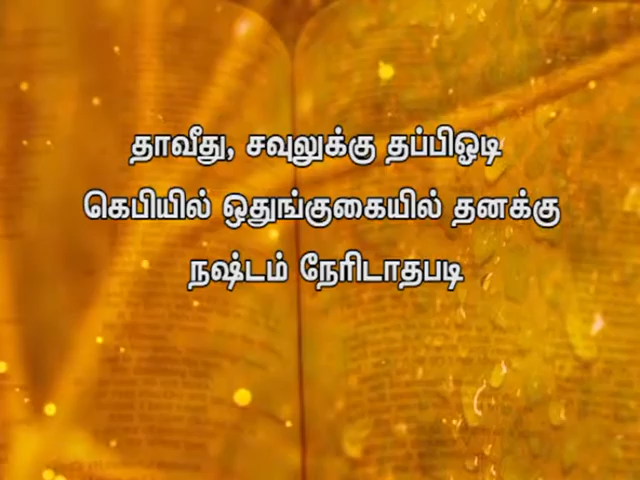 தாவீது, சவுலுக்கு தப்பிஓடி
கெபியில் ஒதுங்குகையில் தனக்கு
நஷ்டம் நேரிடாதபடி